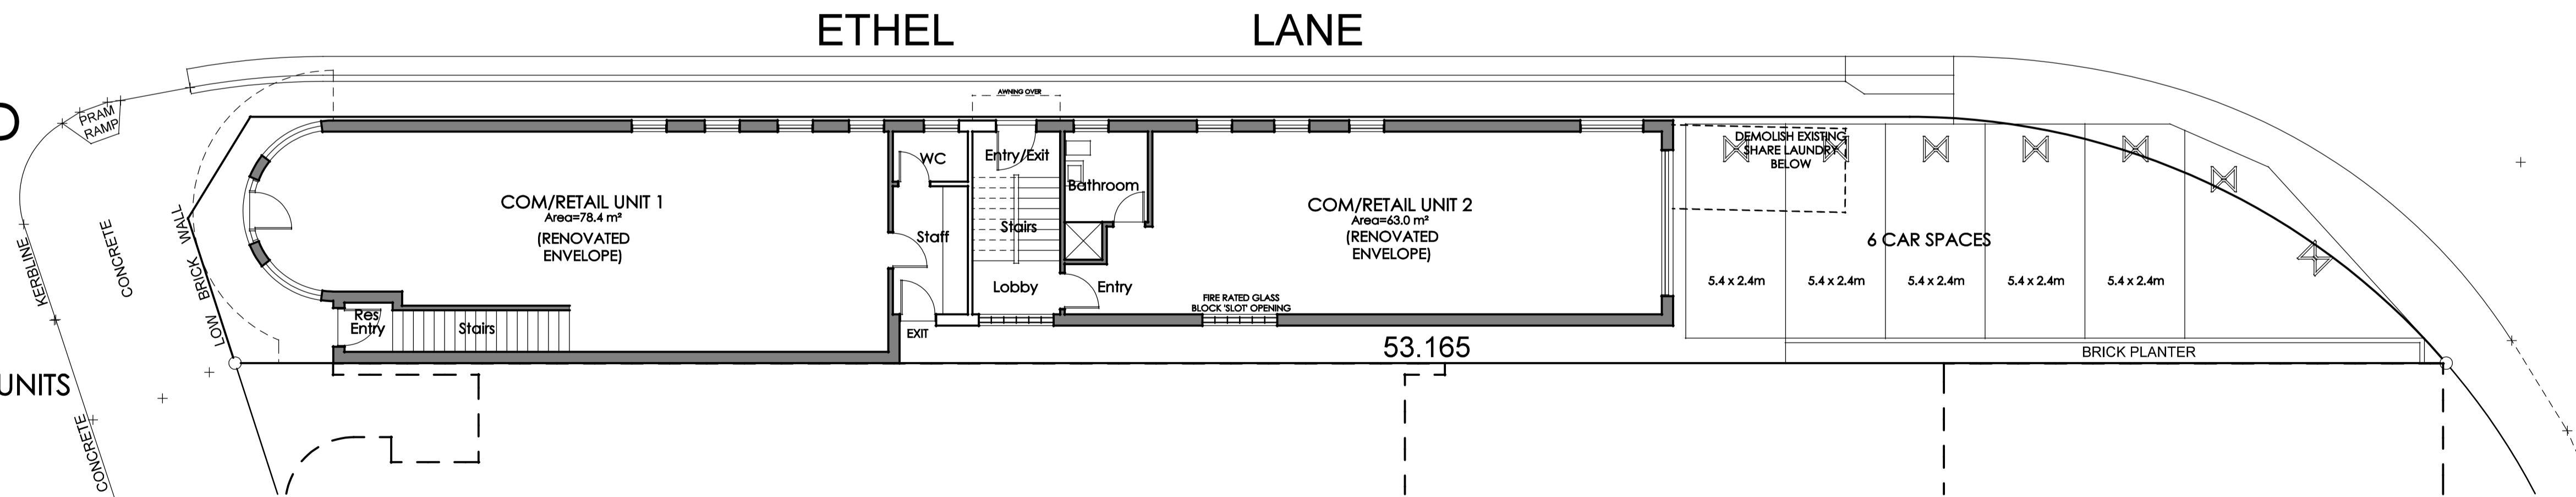 ETHEL LANE
AWNING OVER
D
PRAM
RAMP
DEMOLISH EXISTING
SHARE LAUNDRY
BELOW
WC
Entry/Exit
Bathroom
COM/RETAIL UNIT 1
Area=78.4 m²
(RENOVATED
ENVELOPE)
COM/RETAIL UNIT 2
Area=63.0 m²
(RENOVATED
ENVELOPE)
Staff
Stairs
6 CAR SPACES
KERBLINE
CONCRETE
LOW BRICK WALL
5.4 x 2.4m
5.4 x 2.4m
5.4 x 2.4m
5.4 x 2.4m
5.4 x 2.4m
Lobby
Entry
FIRE RATED GLASS
BLOCK 'SLOT' OPENING
Res
Entry
Stairs
EXIT
53.165
BRICK PLANTER
UNITS
CONCRETE